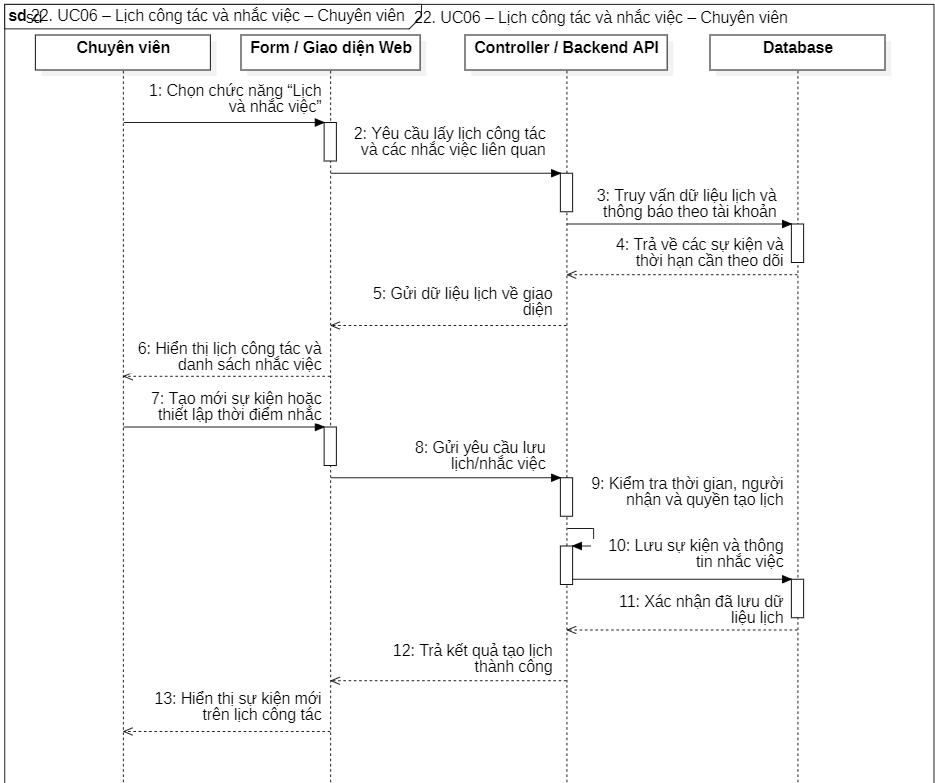 sd 22. UC06 – Lịch công tác và nhắc việc – Chuyên viên
sd 22. UC06 – Lịch công tác và nhắc việc – Chuyên viên
Chuyên viên
Form / Giao diện Web
Controller / Backend API
Database
1: Chọn chức năng “Lịch
và nhắc việc”
2: Yêu cầu lấy lịch công tác
và các nhắc việc liên quan
3: Truy vấn dữ liệu lịch và
thông báo theo tài khoản
4: Trả về các sự kiện và
thời hạn cần theo dõi
5: Gửi dữ liệu lịch về giao
diện
6: Hiển thị lịch công tác và
danh sách nhắc việc
7: Tạo mới sự kiện hoặc
thiết lập thời điểm nhắc
8: Gửi yêu cầu lưu
lịch/nhắc việc
9: Kiểm tra thời gian, người
nhận và quyền tạo lịch
10: Lưu sự kiện và thông
tin nhắc việc
11: Xác nhận đã lưu dữ
liệu lịch
12: Trả kết quả tạo lịch
thành công
13: Hiển thị sự kiện mới
trên lịch công tác